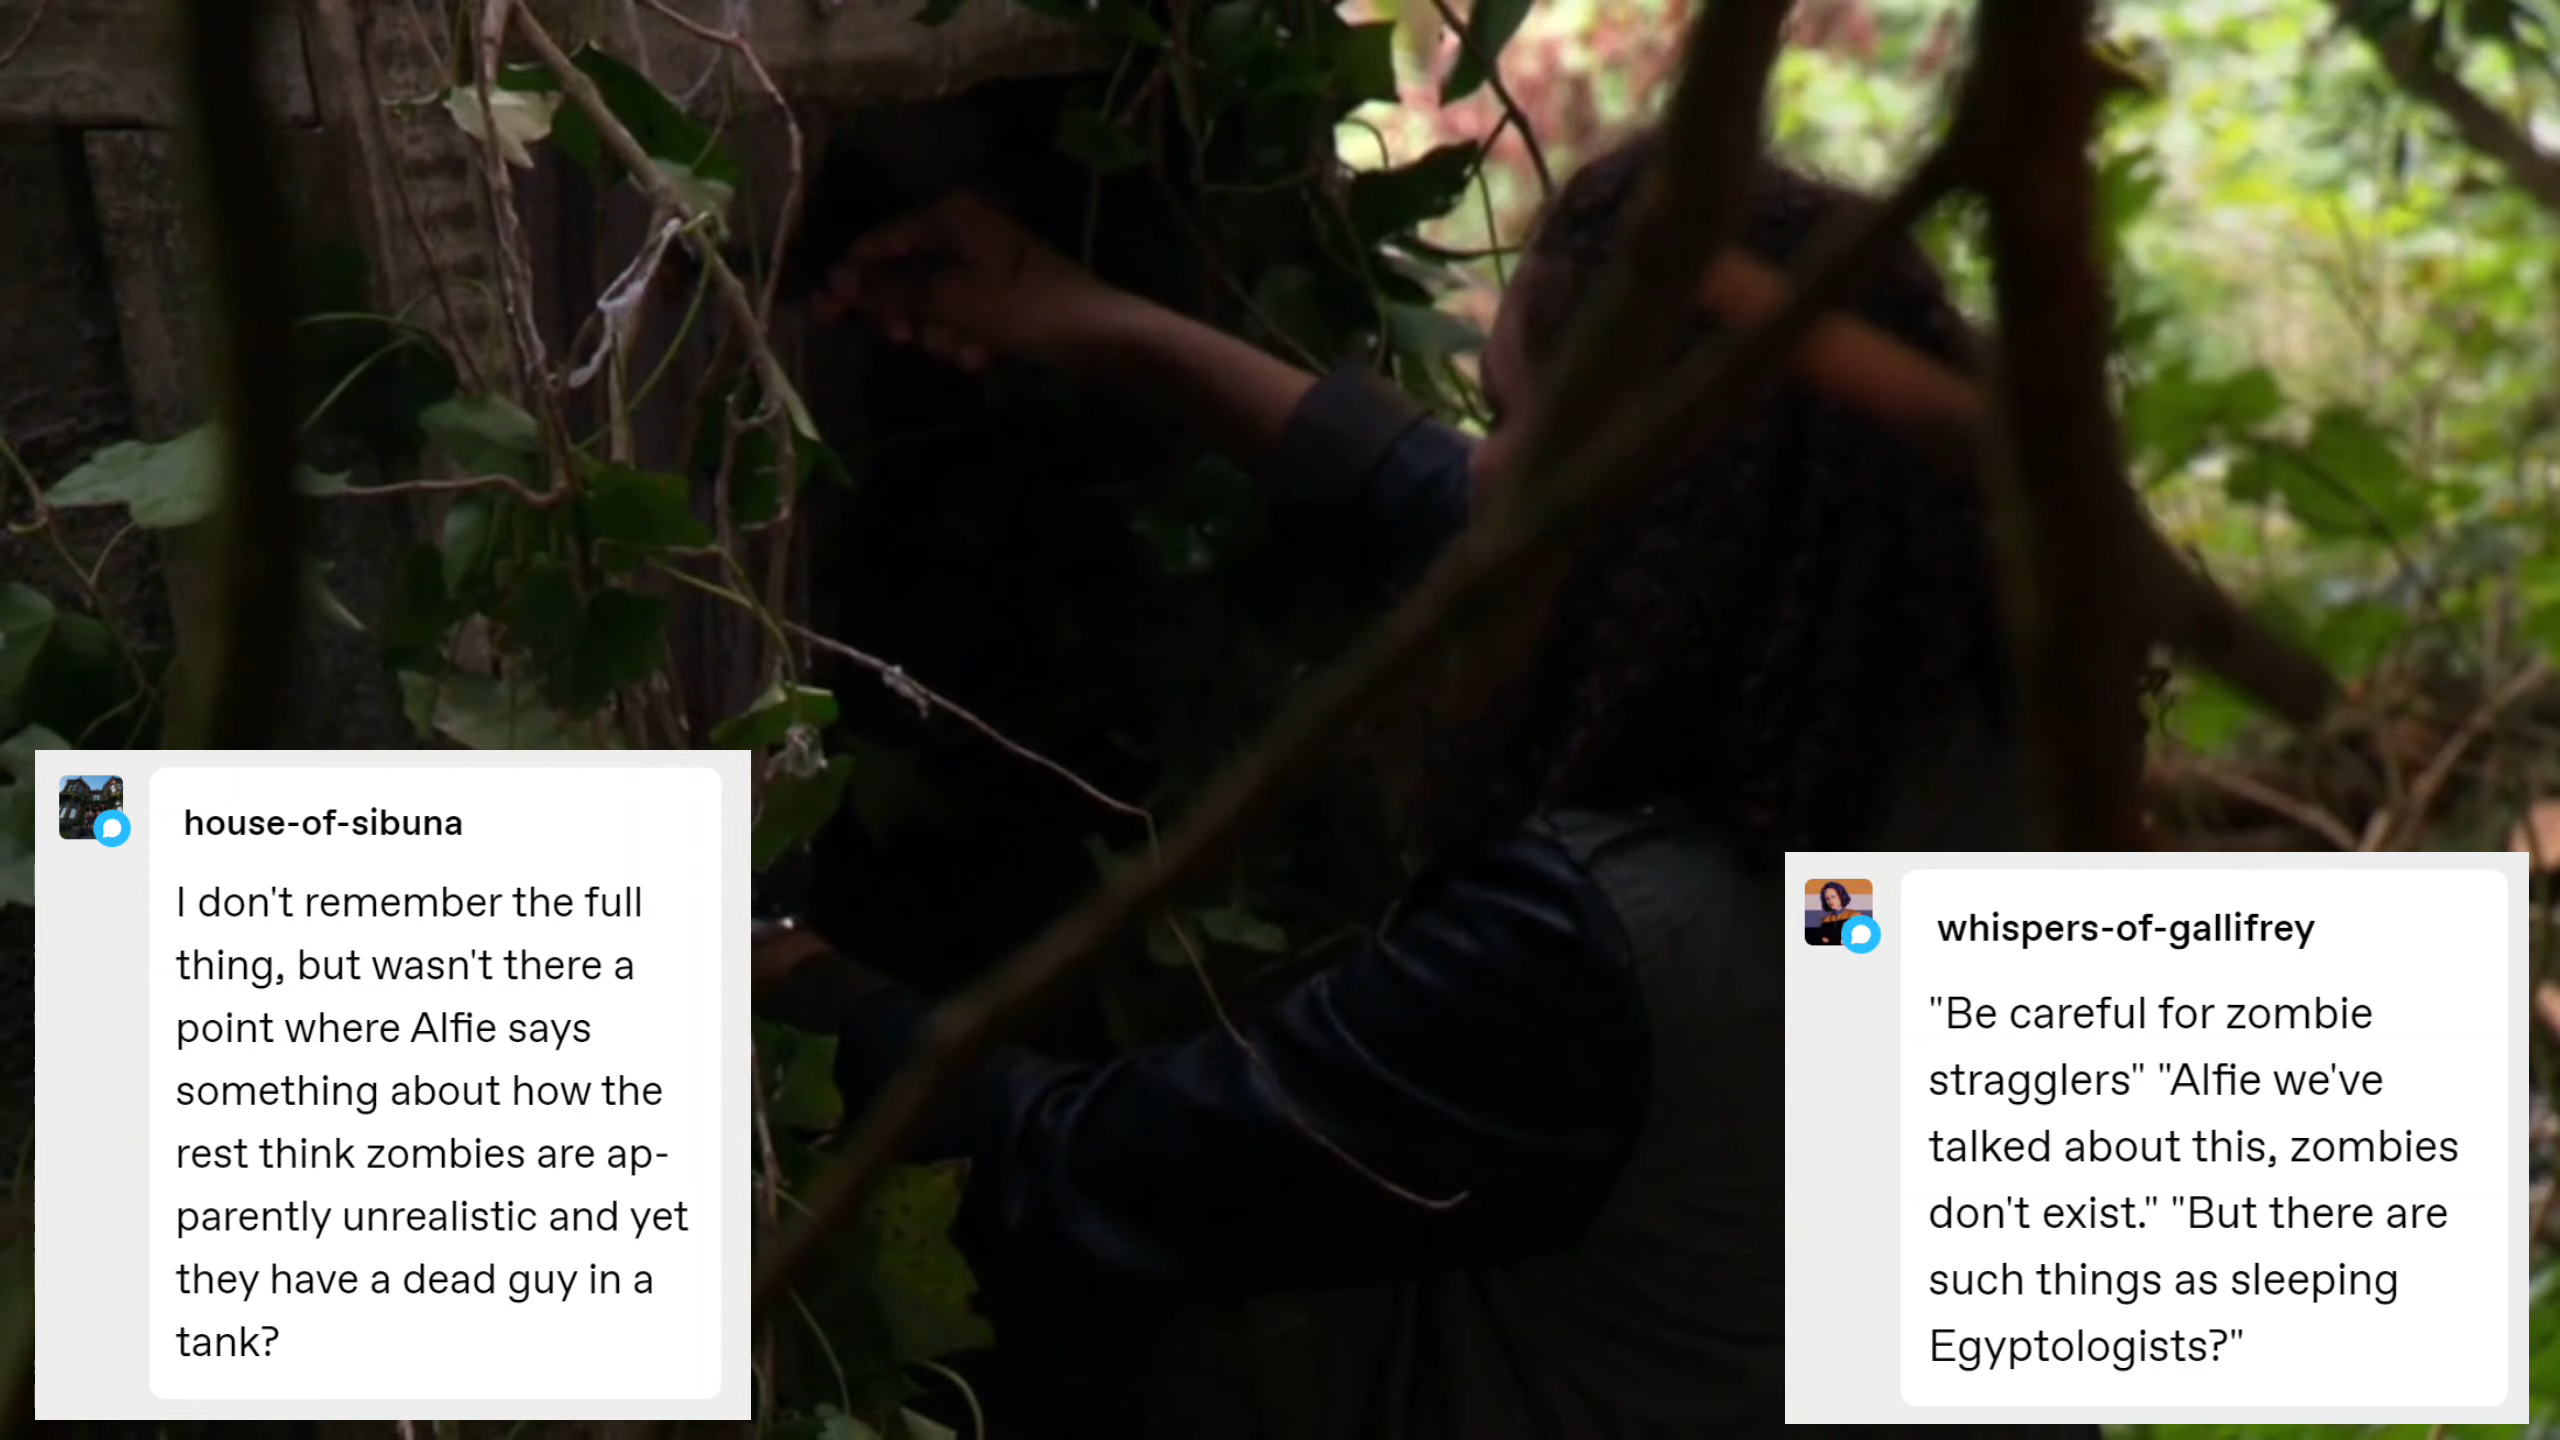 house-of-sibuna
I don't remember the full
thing, but wasn't there a
point where Alfie says
something about how the
rest think zombies are ap-
parently unrealistic and yet
they have a dead guy in a
tank?
whispers-of-gallifrey
"Be careful for zombie
stragglers" "Alfie we've
talked about this, zombies
don't exist." "But there are
such things as sleeping
Egyptologists?"